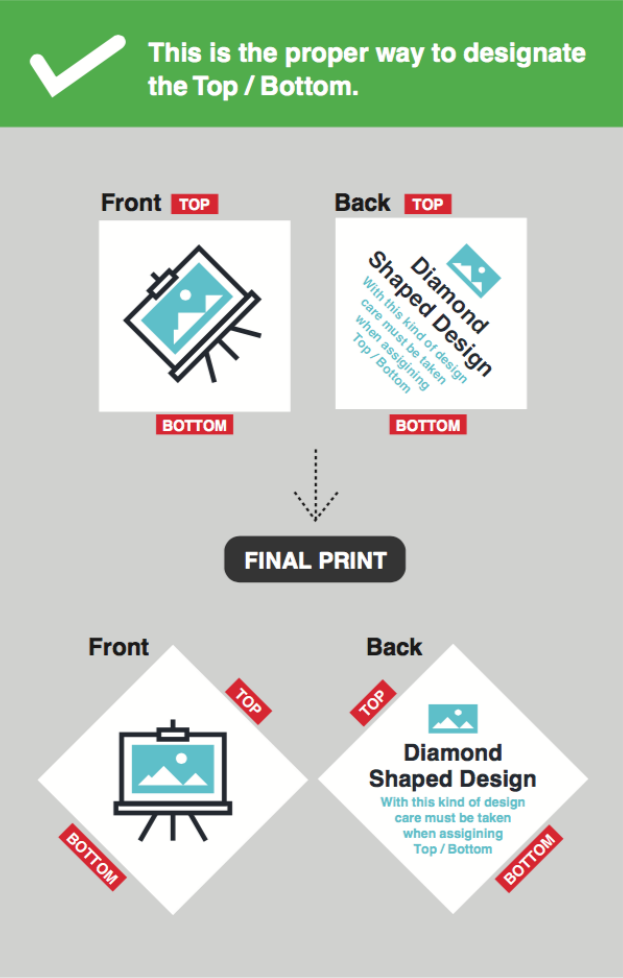 This is the proper way to designate
the Top / Bottom.
Front TOP
Back TOP
Diamond
Shaped Design
With this kind of design
care must be taken
when assigining
Top / Bottom
BOTTOM
BOTTOM
FINAL PRINT
Front
Back
TOP
TOP
Diamond
Shaped Design
With this kind of design
care must be taken
when assigining
Top / Bottom
BOTTOM
BOTTOM